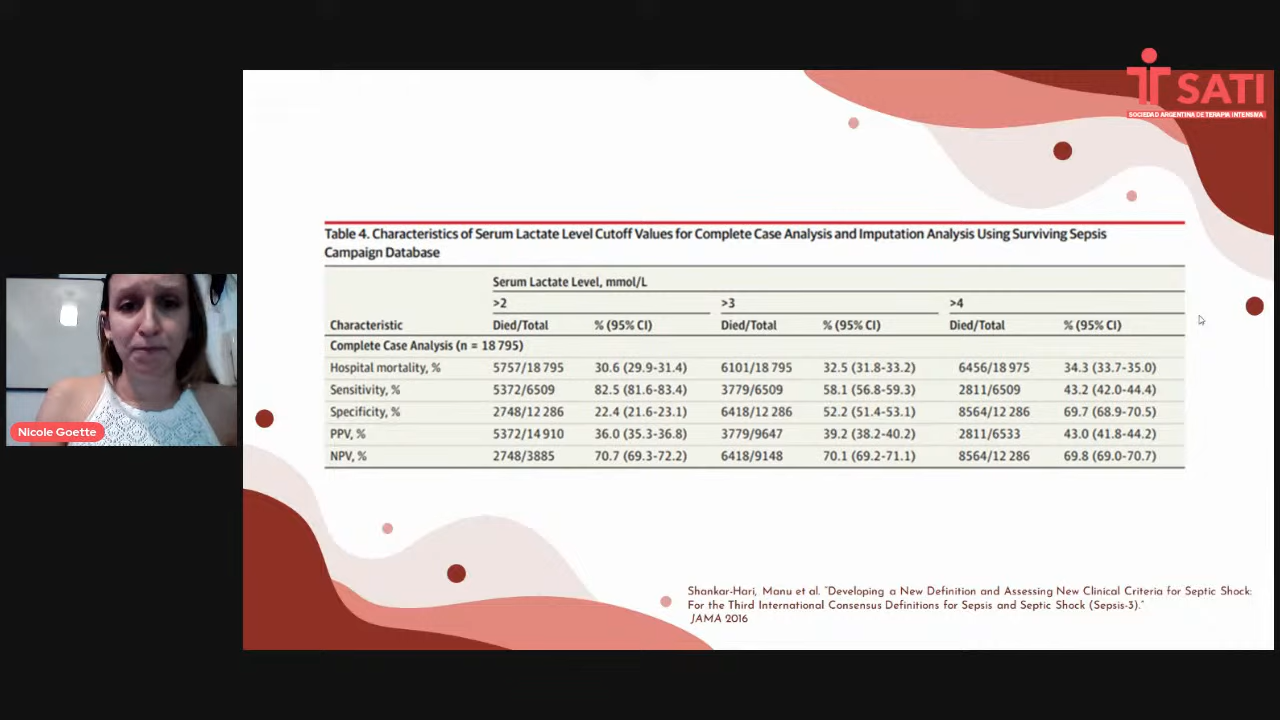 SATI
SOCIEDAD ARGENTINA DE TERAPIA INTENSIVA
Table 4. Characteristics of Serum Lactate Level Cutoff Values for Complete Case Analysis and Imputation Analysis Using Surviving Sepsis
Campaign Database
Serum Lactate Level, mmol/L
>2 >3 >4
Characteristic Died/Total % (95% CI) Died/Total % (95% CI) Died/Total % (95% CI)
Complete Case Analysis (n = 18 795)
Hospital mortality, % 5757/18 795 30.6 (29.9-31.4) 6101/18 795 32.5 (31.8-33.2) 6456/18 975 34.3 (33.7-35.0)
Sensitivity, % 5372/6509 82.5 (81.6-83.4) 3779/6509 58.1 (56.8-59.3) 2811/6509 43.2 (42.0-44.4)
Specificity, % 2748/12 286 22.4 (21.6-23.1) 6418/12 286 52.2 (51.4-53.1) 8564/12 286 69.7 (68.9-70.5)
PPV, % 5372/14 910 36.0 (35.3-36.8) 3779/9647 39.2 (38.2-40.2) 2811/6533 43.0 (41.8-44.2)
NPV, % 2748/3885 70.7 (69.3-72.2) 6418/9148 70.1 (69.2-71.1) 8564/12 286 69.8 (69.0-70.7)
Nicole Goette
Shankar-Hari, Manu et al. "Developing a New Definition and Assessing New Clinical Criteria for Septic Shock:
For the Third International Consensus Definitions for Sepsis and Septic Shock (Sepsis-3)."
JAMA 2016